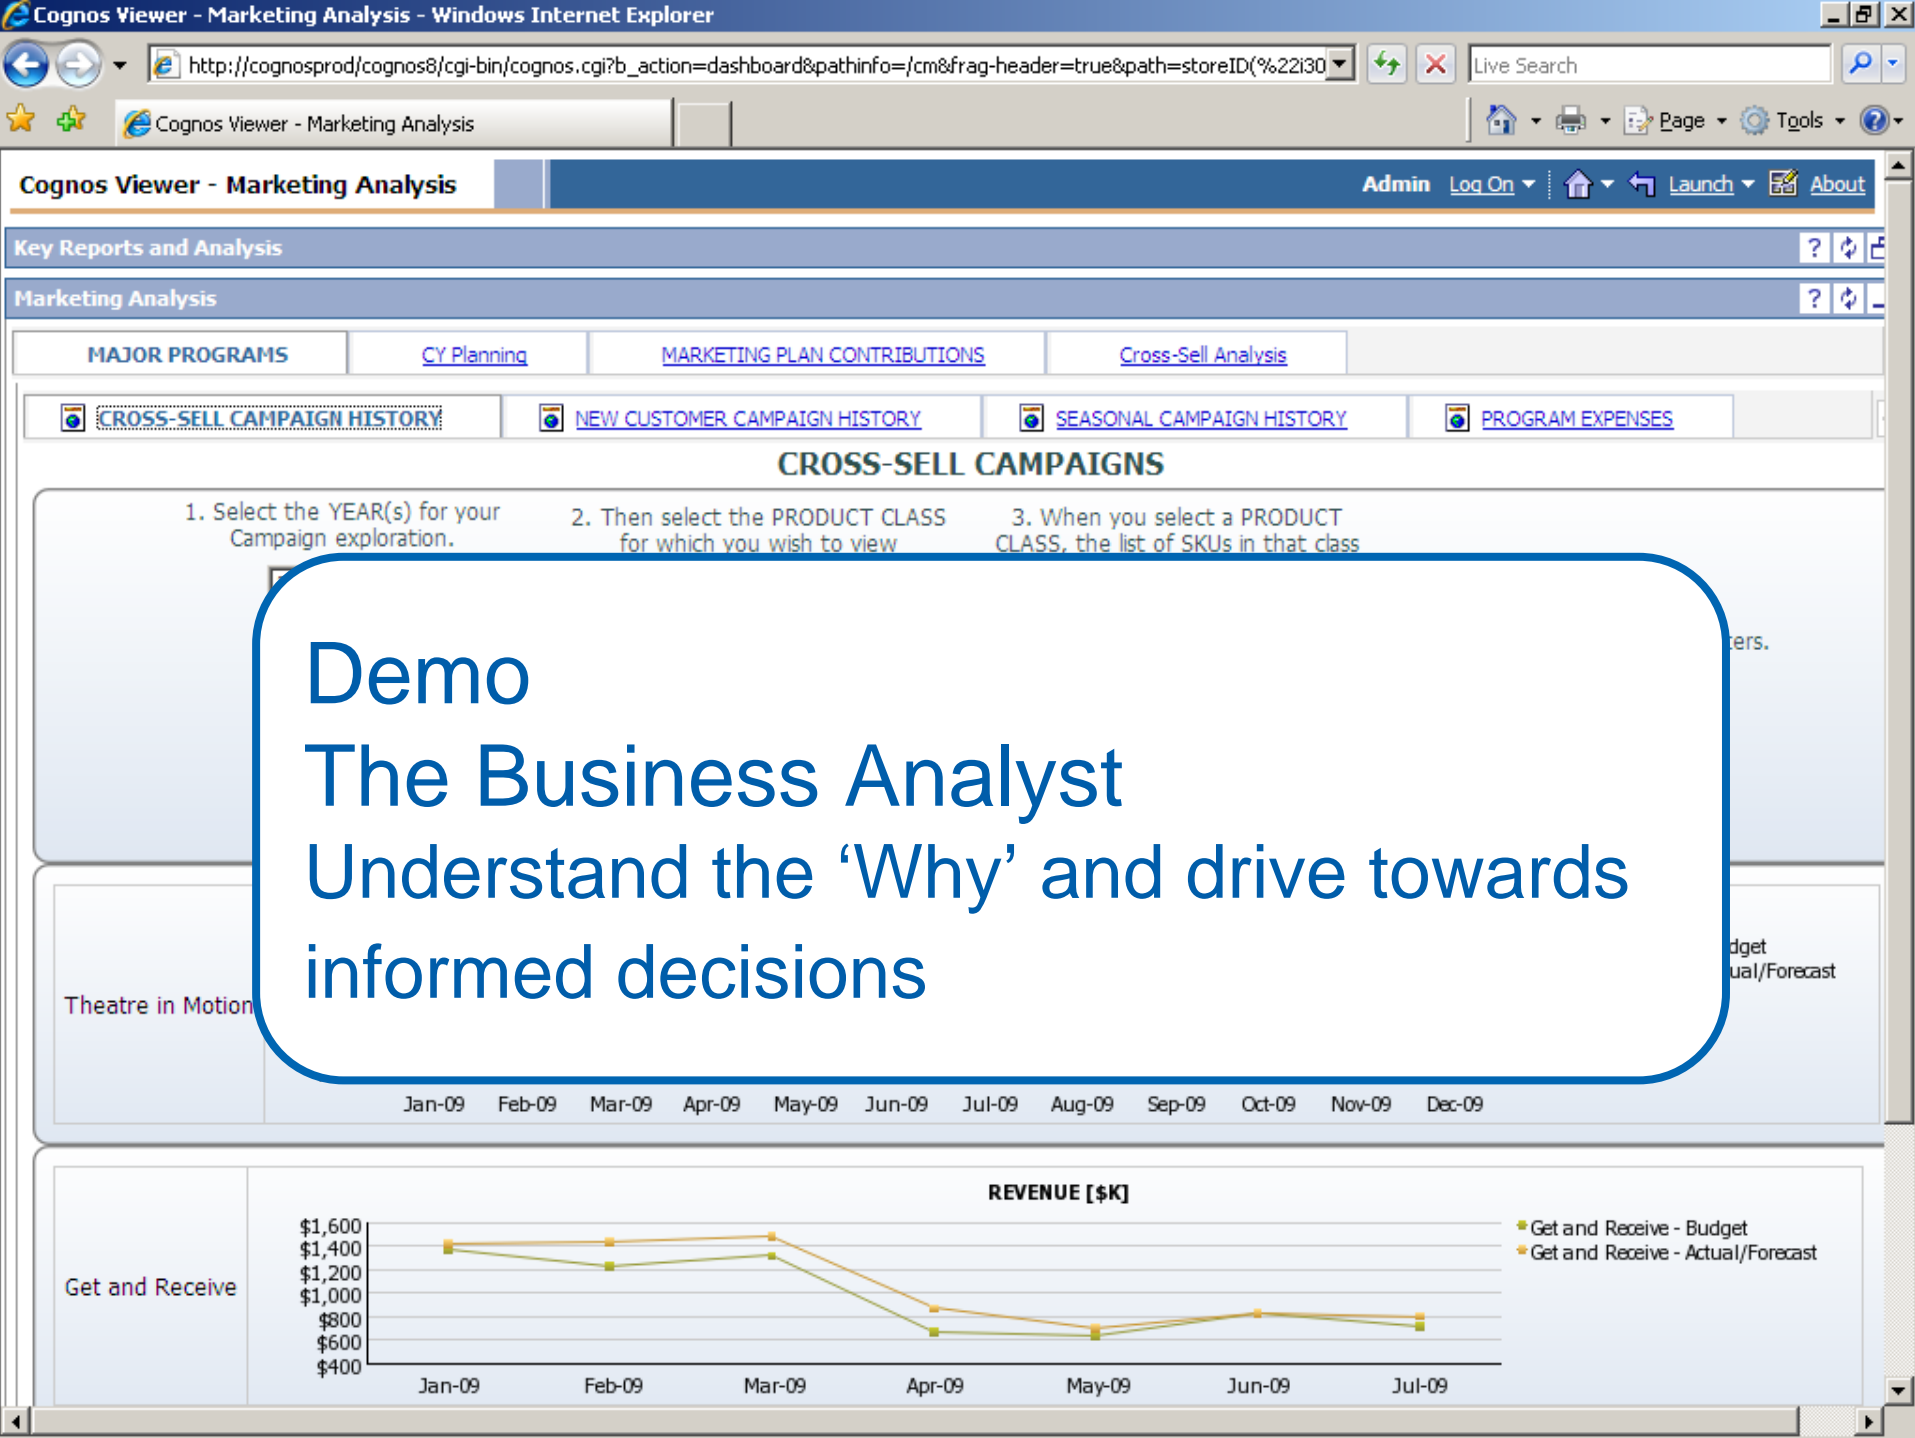 Cognos Viewer - Marketing Analysis - Windows Internet Explorer
http://cognosprod/cognos8/cgi-bin/cognos.cgi?b_action=dashboard&pathinfo=/cm&frag-header=true&path=storeID(%22i30
Live Search
Cognos Viewer - Marketing Analysis
Page
Tools
Cognos Viewer - Marketing Analysis
Admin Log On Launch About
Key Reports and Analysis
Marketing Analysis
MAJOR PROGRAMS CY Planning MARKETING PLAN CONTRIBUTIONS Cross-Sell Analysis
CROSS-SELL CAMPAIGN HISTORY NEW CUSTOMER CAMPAIGN HISTORY SEASONAL CAMPAIGN HISTORY PROGRAM EXPENSES
CROSS-SELL CAMPAIGNS
1. Select the YEAR(s) for your
Campaign exploration.
2. Then select the PRODUCT CLASS
for which you wish to view
3. When you select a PRODUCT
CLASS, the list of SKUs in that class
ters.
Demo
The Business Analyst
Understand the ‘Why’ and drive towards
informed decisions
dget
ual/Forecast
Theatre in Motion
Jan-09 Feb-09 Mar-09 Apr-09 May-09 Jun-09 Jul-09 Aug-09 Sep-09 Oct-09 Nov-09 Dec-09
REVENUE [$K]
Get and Receive
$1,600
$1,400
$1,200
$1,000
$800
$600
$400
Get and Receive - Budget
Get and Receive - Actual/Forecast
Jan-09 Feb-09 Mar-09 Apr-09 May-09 Jun-09 Jul-09